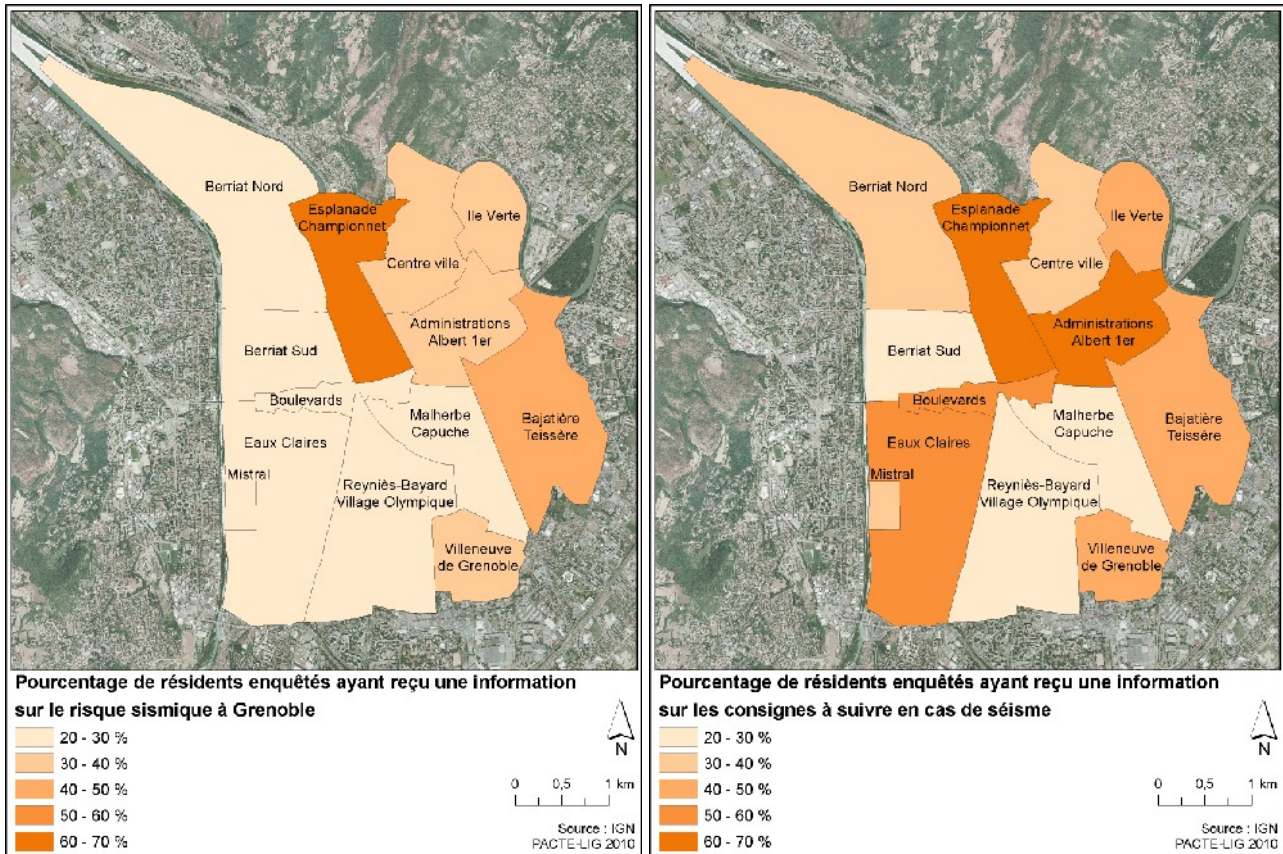 Berriat Nord
Esplanade
Championnet
Ile Verte
Centre ville
Administrations
Albert 1er
Berriat Sud
Boulevards
Malherbe
Capuche
Bajatière
Teissère
Eaux Claires
Mistral
Reyniès-Bayard
Village Olympique
Villeneuve
de Grenoble
Pourcentage de résidents enquêtés ayant reçu une information
sur le risque sismique à Grenoble
20 - 30 %
30 - 40 %
40 - 50 %
50 - 60 %
60 - 70 %
N
0 0,5 1 km
Source : IGN
PACTE-LIG 2010
Berriat Nord
Esplanade
Championnet
Ile Verte
Centre ville
Administrations
Albert 1er
Berriat Sud
Boulevards
Malherbe
Capuche
Bajatière
Teissère
Eaux Claires
Mistral
Reyniès-Bayard
Village Olympique
Villeneuve
de Grenoble
Pourcentage de résidents enquêtés ayant reçu une information
sur les consignes à suivre en cas de séisme
20 - 30 %
30 - 40 %
40 - 50 %
50 - 60 %
60 - 70 %
N
0 0,5 1 km
Source : IGN
PACTE-LIG 2010